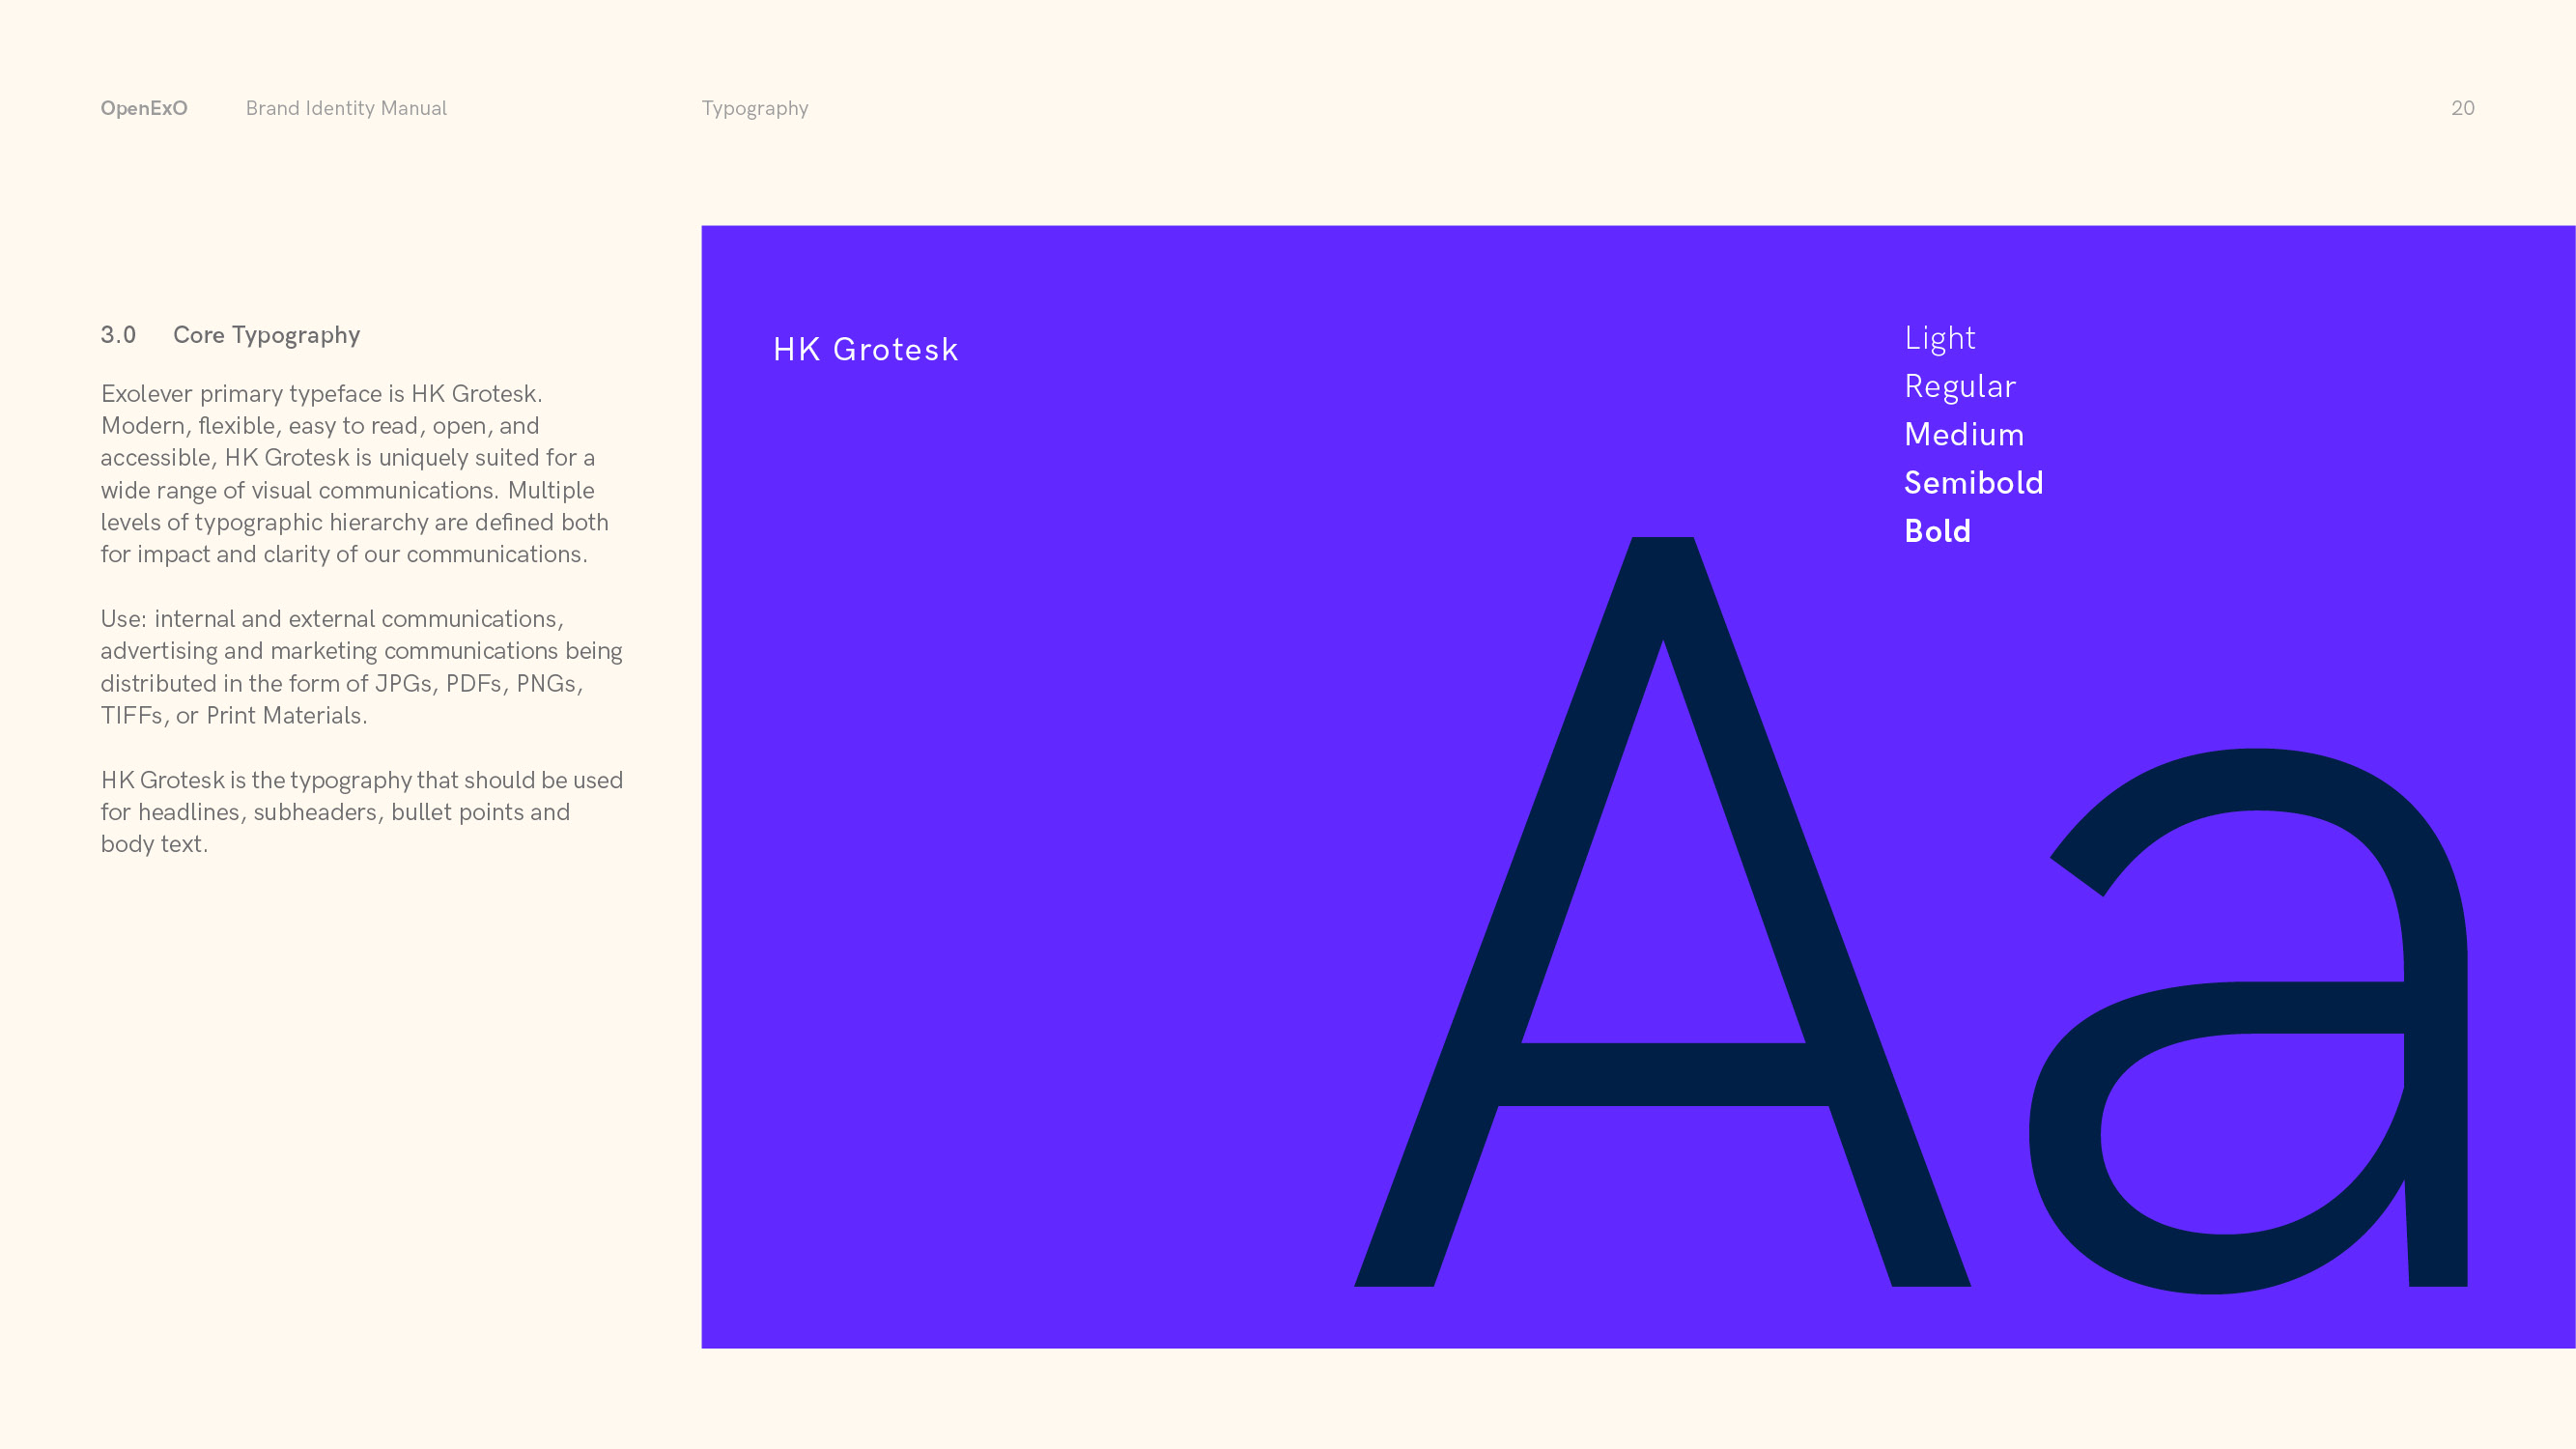 OpenExO Brand Identity Manual Typography 20
3.0 Core Typography
Exolever primary typeface is HK Grotesk.
Modern, flexible, easy to read, open, and
accessible, HK Grotesk is uniquely suited for a
wide range of visual communications. Multiple
levels of typographic hierarchy are defined both
for impact and clarity of our communications.
Use: internal and external communications,
advertising and marketing communications being
distributed in the form of JPGs, PDFs, PNGs,
TIFFs, or Print Materials.
HK Grotesk is the typography that should be used
for headlines, subheaders, bullet points and
body text.
HK Grotesk
Light
Regular
Medium
Semibold
Bold
Aa